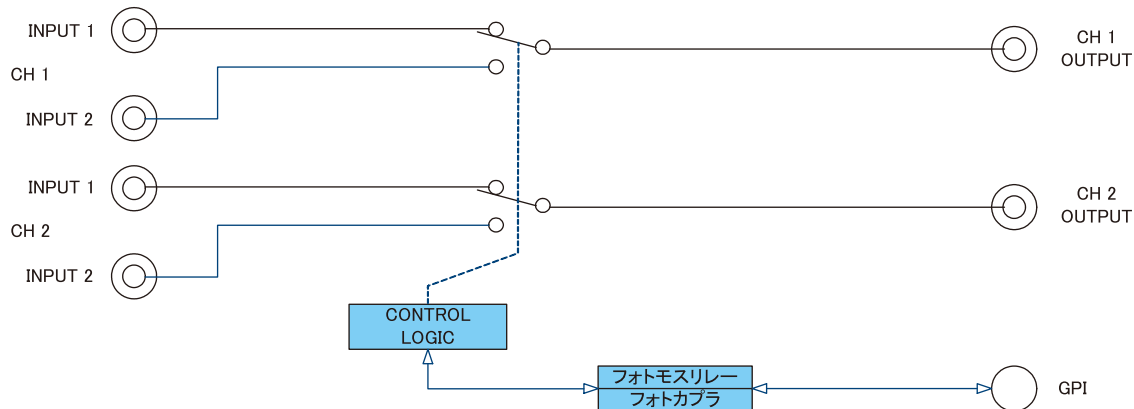 INPUT 1
CH 1
INPUT 2
CH 1
OUTPUT
INPUT 1
CH 2
INPUT 2
CH 2
OUTPUT
CONTROL
LOGIC
フォトモスリレー
フォトカプラ
GPI